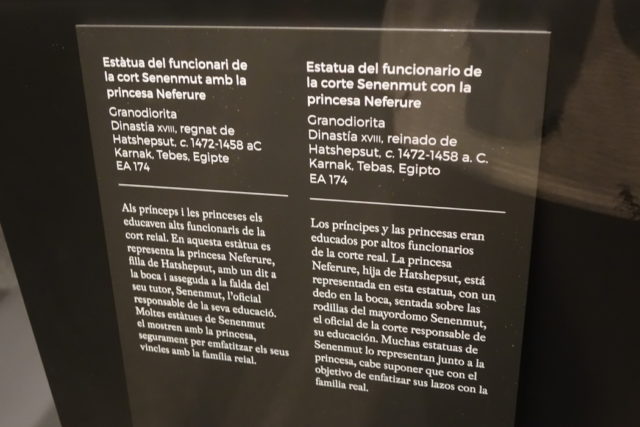 Estàtua del funcionari de
la cort Senenmut amb la
princesa Neferure
Granodiorita
Dinastia XVIII, regnat de
Hatshepsut, c. 1472-1458 aC
Karnak, Tebes, Egipte
EA 174
Als prínceps i les princeses els
educaven alts funcionaris de la
cort reial. En aquesta estàtua es
representa la princesa Neferure,
filla de Hatshepsut, amb un dit a
la boca i asseguda a la falda del
seu tutor, Senenmut, l'oficial
responsable de la seva educació.
Moltes estàtues de Senenmut
el mostren amb la princesa,
segurament per emfatitzar els seus
vincles amb la família reial.
Estatua del funcionario de
la corte Senenmut con la
princesa Neferure
Granodiorita
Dinastía XVIII, reinado de
Hatshepsut, c. 1472-1458 a. C.
Karnak, Tebas, Egipto
EA 174
Los príncipes y las princesas eran
educados por altos funcionarios
de la corte real. La princesa
Neferure, hija de Hatshepsut, está
representada en esta estatua, con un
dedo en la boca, sentada sobre las
rodillas del mayordomo Senenmut,
el oficial de la corte responsable de
su educación. Muchas estatuas de
Senenmut lo representan junto a la
princesa, cabe suponer que con el
objetivo de enfatizar sus lazos con la
familia real.